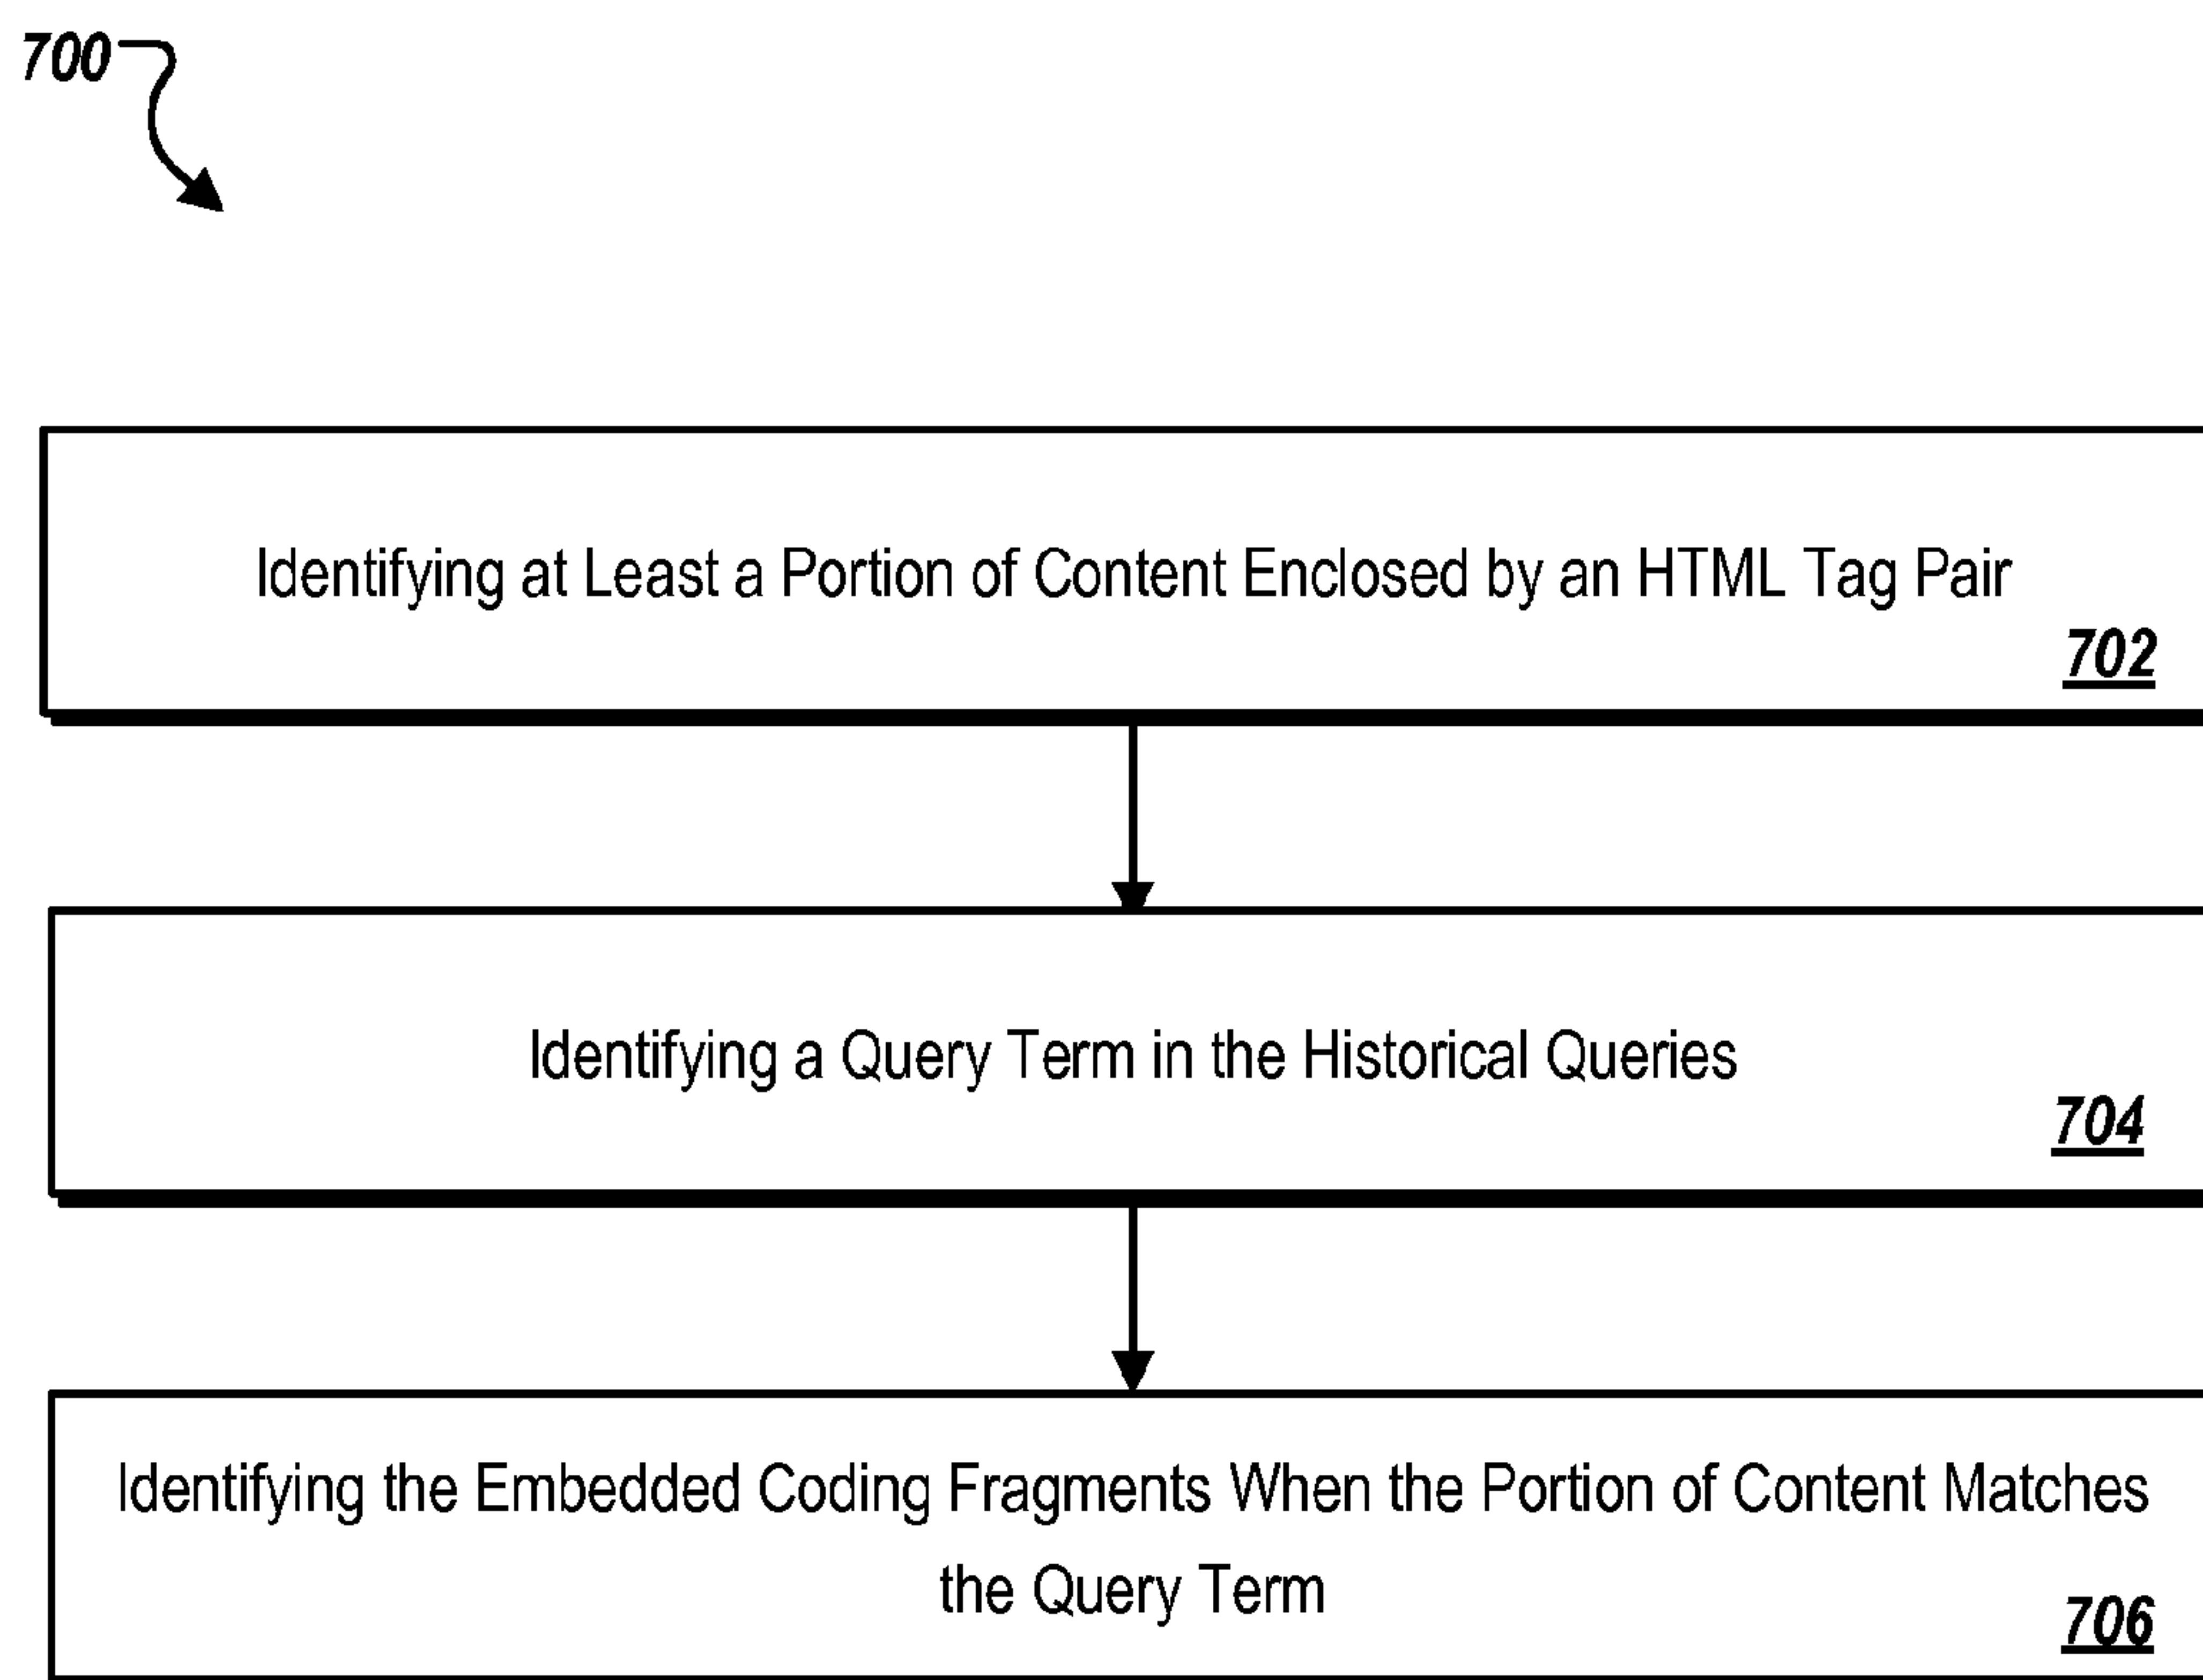 700
Identifying at Least a Portion of Content Enclosed by an HTML Tag Pair
702
Identifying a Query Term in the Historical Queries
704
Identifying the Embedded Coding Fragments When the Portion of Content Matches
the Query Term
706